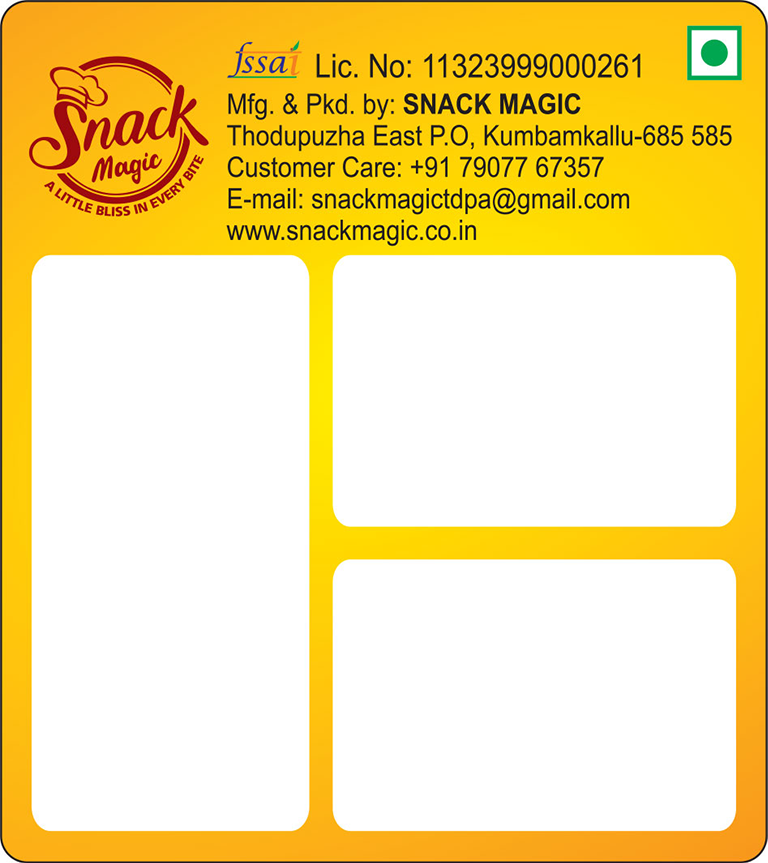 Snack
Magic
A LITTLE BLISS IN EVERY BITE
fssai Lic. No: 11323999000261
Mfg. & Pkd. by: SNACK MAGIC
Thodupuzha East P.O, Kumbamkallu-685 585
Customer Care: +91 79077 67357
E-mail: snackmagictdpa@gmail.com
www.snackmagic.co.in